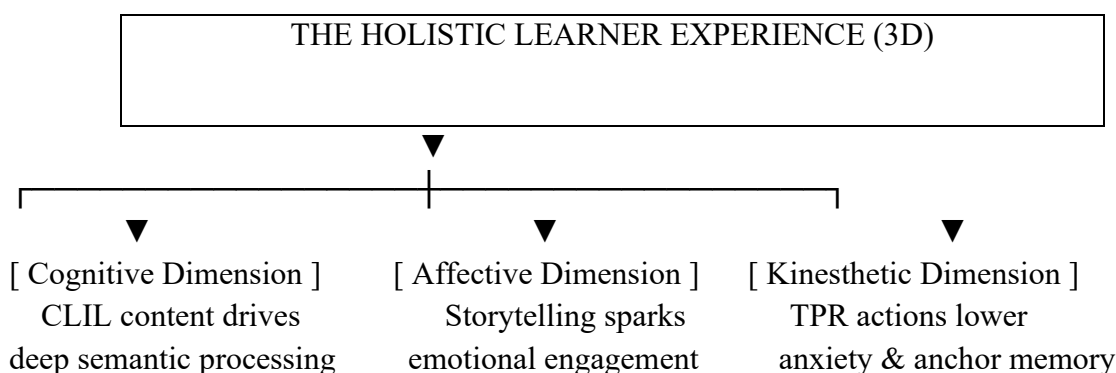 THE HOLISTIC LEARNER EXPERIENCE (3D)
[ Cognitive Dimension ] [ Affective Dimension ] [ Kinesthetic Dimension ]
CLIL content drives Storytelling sparks TPR actions lower
deep semantic processing emotional engagement anxiety & anchor memory